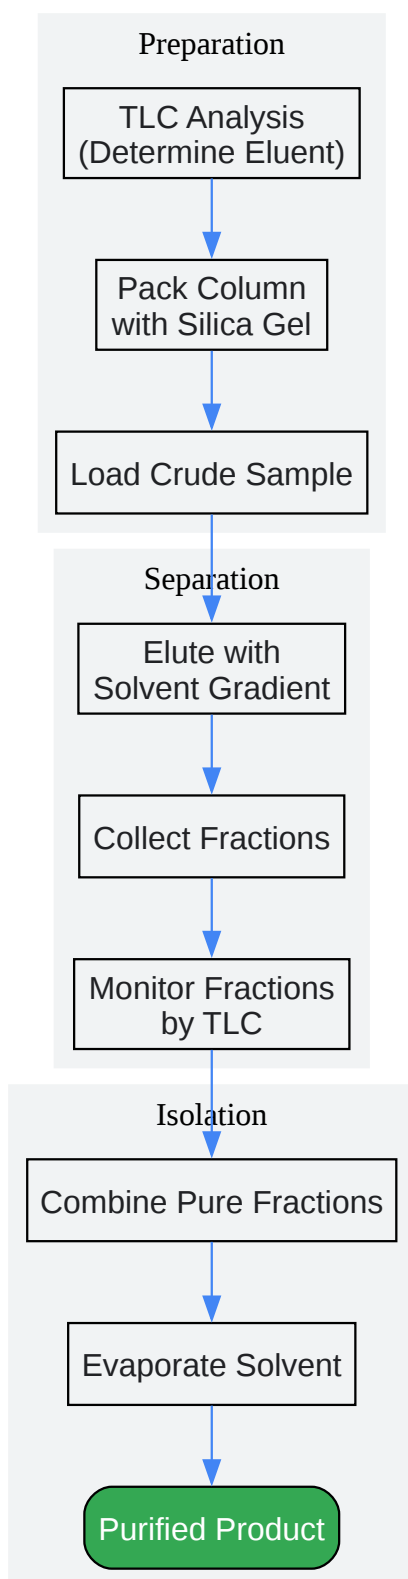 Preparation
TLC Analysis
(Determine Eluent)
Pack Column
with Silica Gel
Load Crude Sample
Separation
Elute with
Solvent Gradient
Collect Fractions
Monitor Fractions
by TLC
Isolation
Combine Pure Fractions
Evaporate Solvent
Purified Product